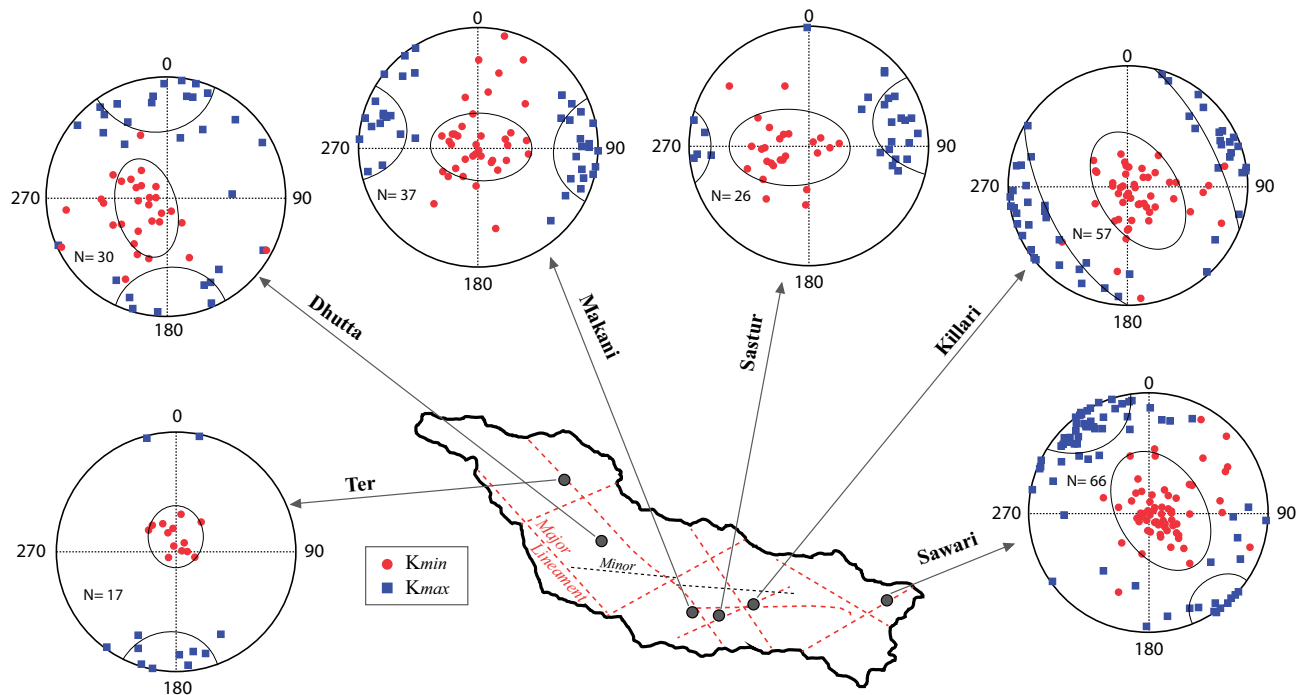 0
270
90
N= 30
180
0
270
90
N= 37
180
0
270
90
N= 26
180
0
270
90
N= 57
180
Dhutta
Makani
Sastur
Killari
0
270
90
N= 17
180
Ter
Kmin
Kmax
Major
Lineament
Minor
Sawari
0
270
90
N= 66
180